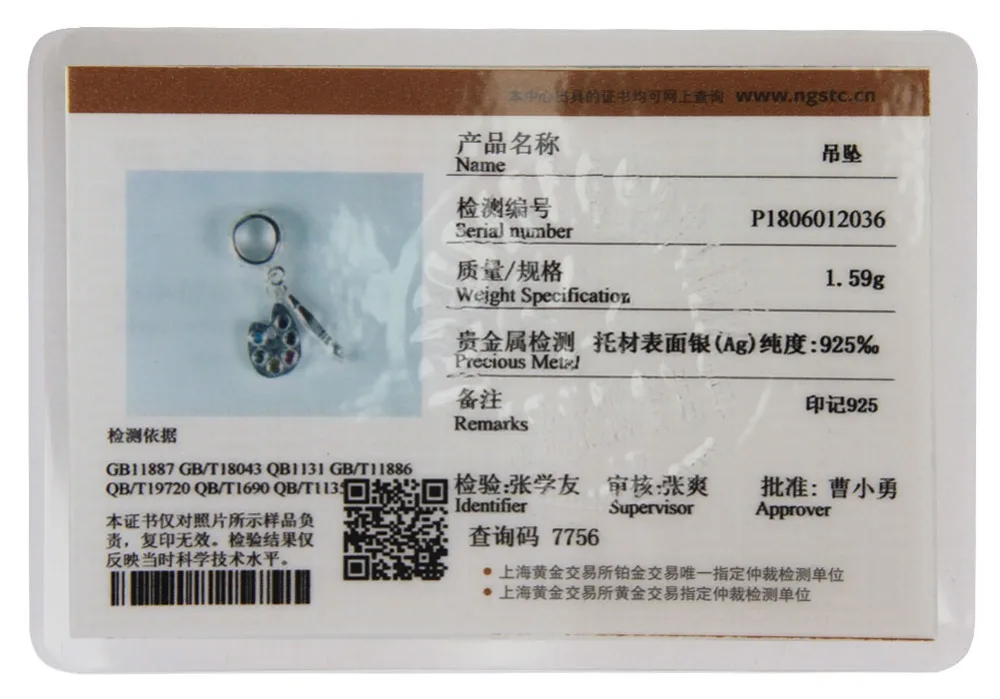 本中心出具的证书均可网上查询 www.ngstc.cn
产品名称 吊坠
Name
检测编号 P1806012036
Serial number
质量/规格 1.59g
Weight Specification
贵金属检测 托材表面银(Ag)纯度:925‰
Precious Metal
备注 印记925
Remarks
检测依据
GB11887 GB/T18043 QB1131 GB/T11886
QB/T19720 QB/T1690 QB/T113
本证书仅对照片所示样品负
责，复印无效。检验结果仅
反映当时科学技术水平。
检验:张学友 审核:张爽 批准: 曹小勇
Identifier Supervisor Approver
查询码 7756
• 上海黄金交易所铂金交易唯一指定仲裁检测单位
• 上海黄金交易所黄金交易指定仲裁检测单位